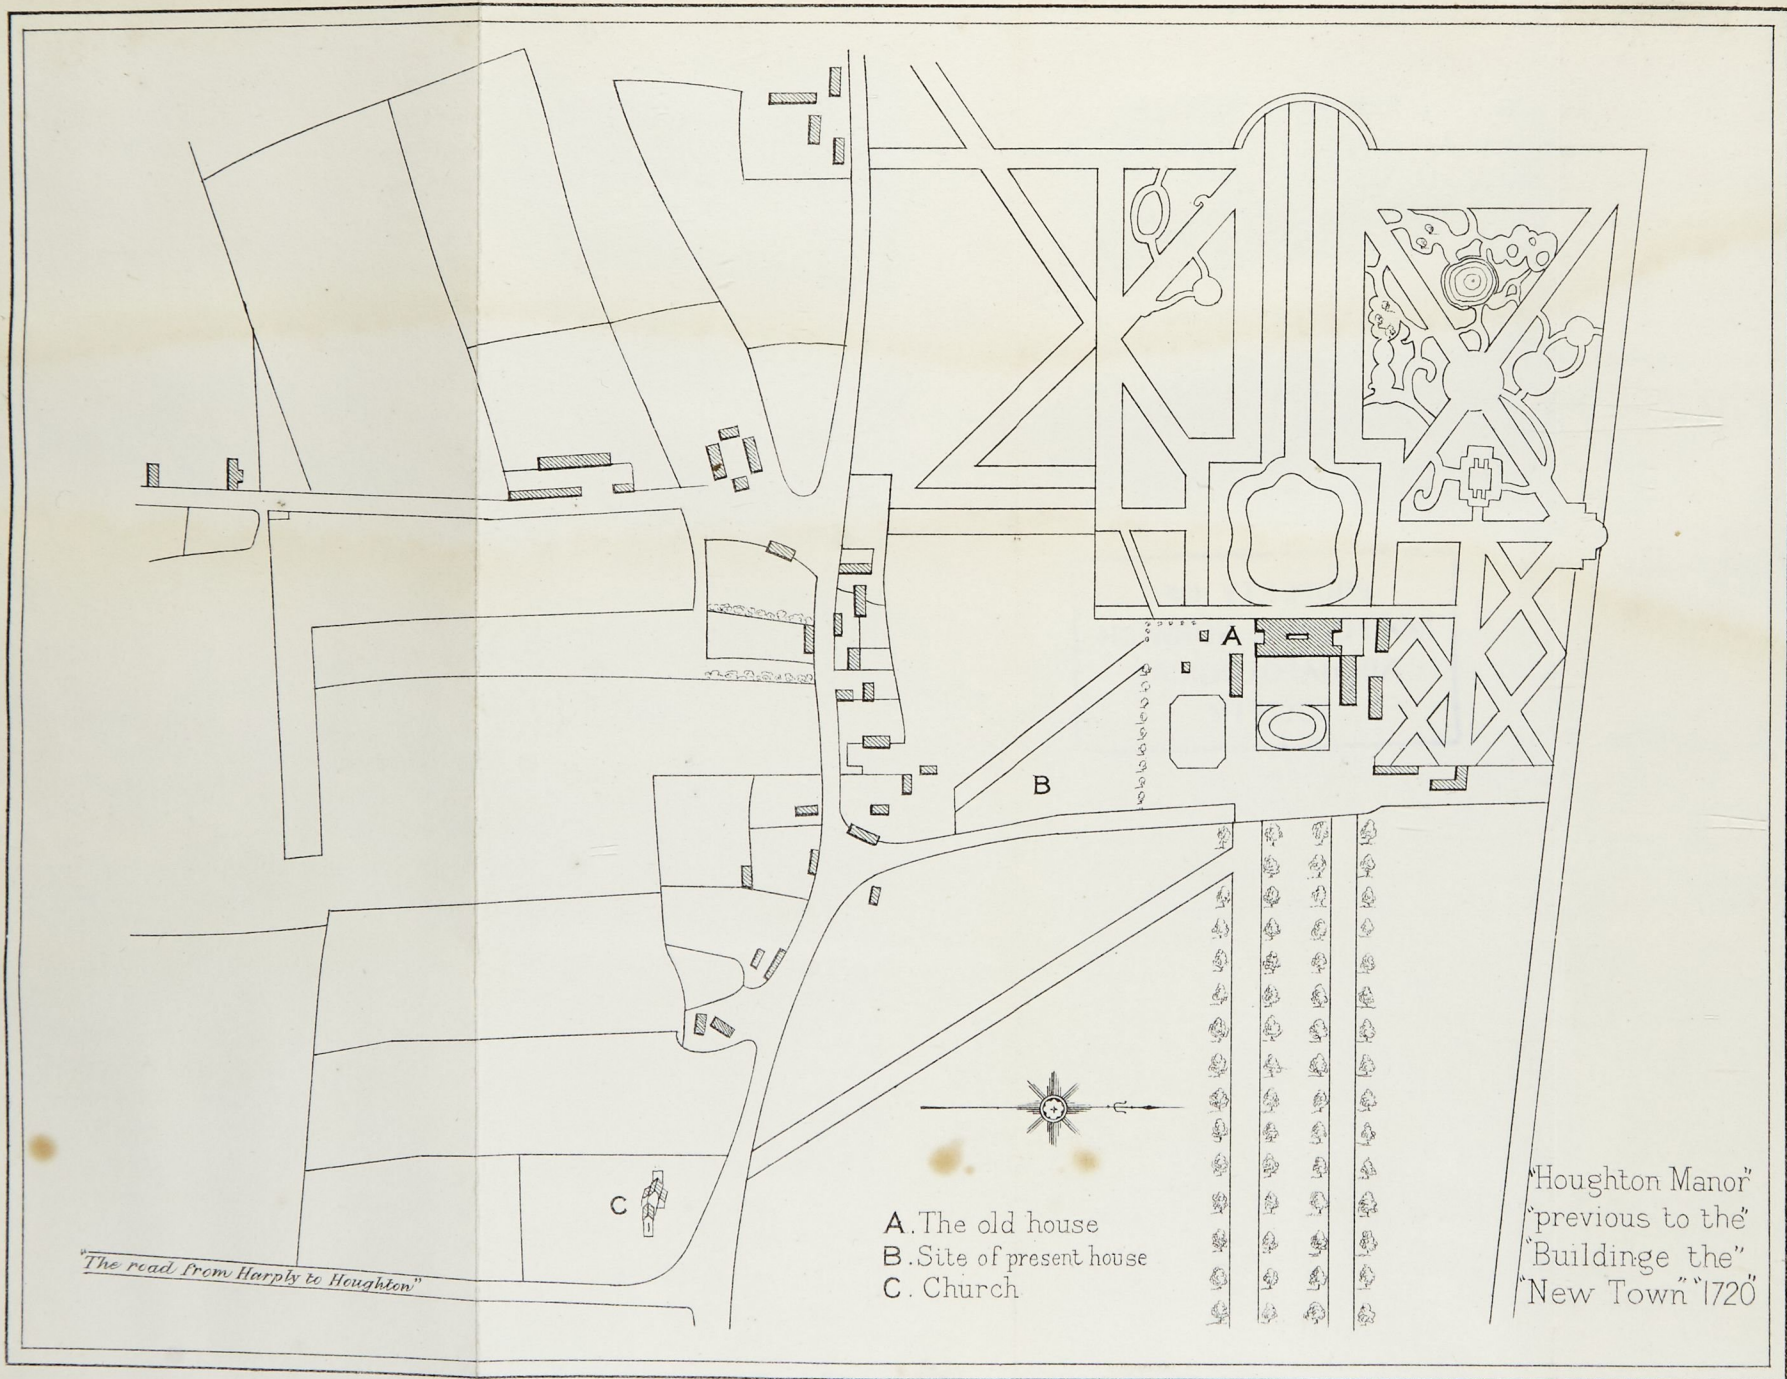 A
B
C
A. The old house
B. Site of present house
C. Church
"The road from Harply to Houghton"
"Houghton Manor"
"previous to the"
"Buildinge the"
"New Town" "1720"